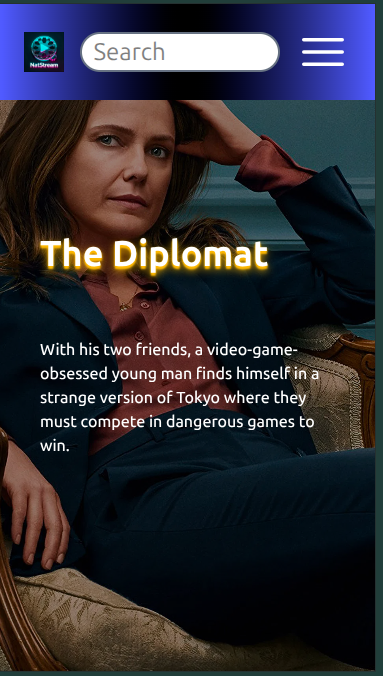 NatStream
Search
The Diplomat
With his two friends, a video-game-
obsessed young man finds himself in a
strange version of Tokyo where they
must compete in dangerous games to
win.